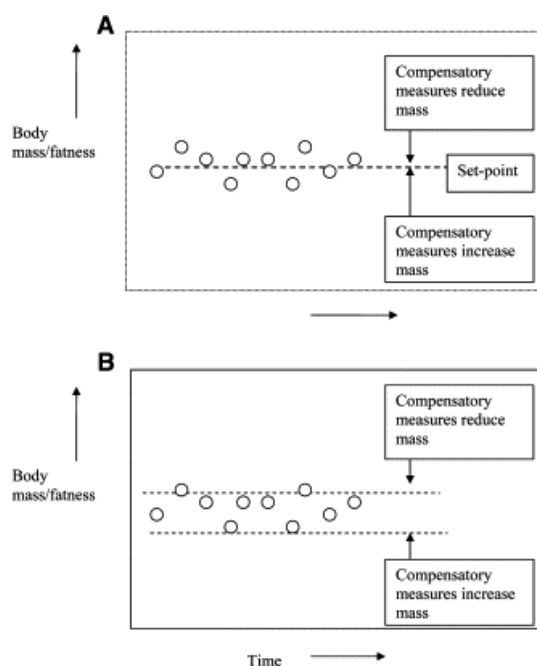 A
Compensatory
measures reduce
mass
Body
mass/fatness
Set-point
Compensatory
measures increase
mass
B
Compensatory
measures reduce
mass
Body
mass/fatness
Compensatory
measures increase
mass
Time